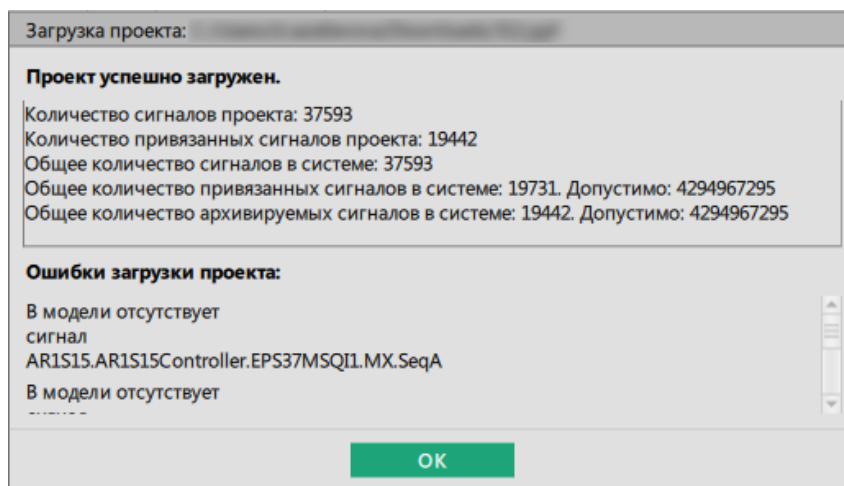 Загрузка проекта:
Проект успешно загружен.
Количество сигналов проекта: 37593
Количество привязанных сигналов проекта: 19442
Общее количество сигналов в системе: 37593
Общее количество привязанных сигналов в системе: 19731. Допустимо: 4294967295
Общее количество архивируемых сигналов в системе: 19442. Допустимо: 4294967295
Ошибки загрузки проекта:
В модели отсутствует
сигнал
AR1S15.AR1S15Controller.EPS37MSQI1.MX.SeqA
В модели отсутствует
OK